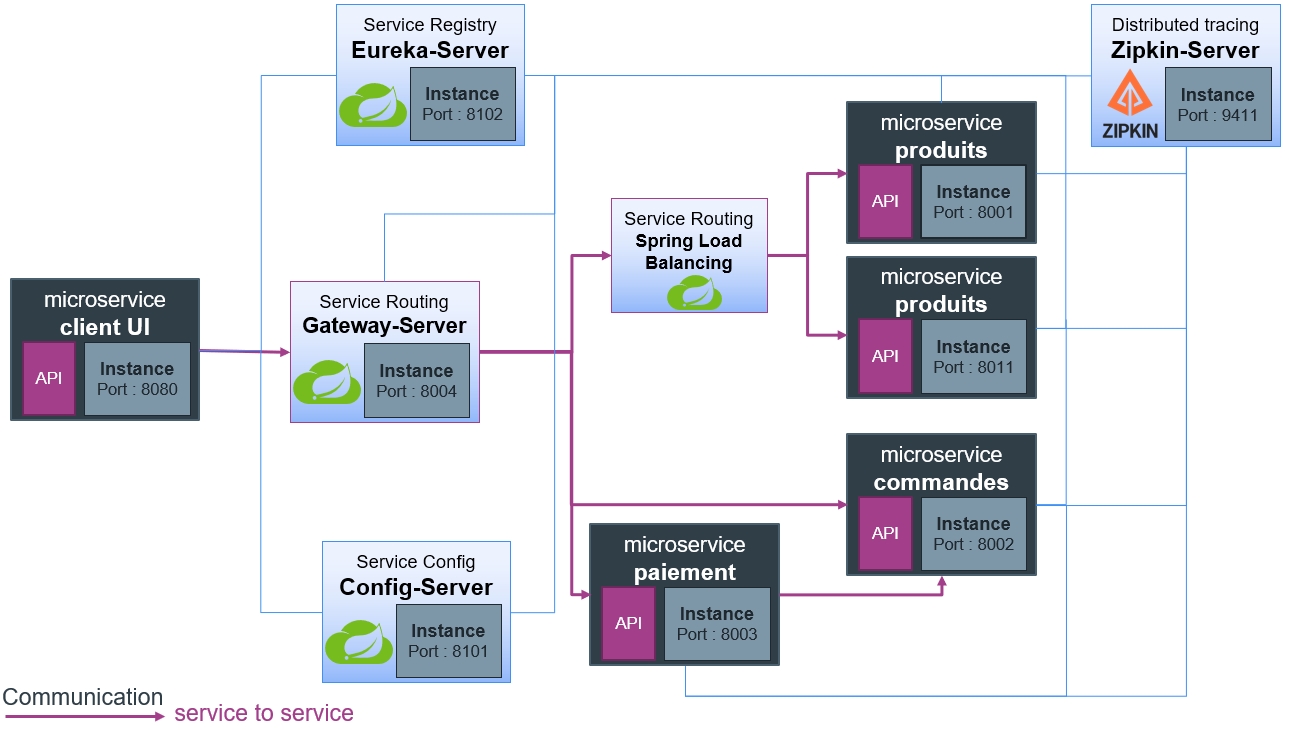 Service Registry
Eureka-Server
Instance
Port : 8102
Distributed tracing
Zipkin-Server
ZIPKIN
Instance
Port : 9411
microservice
produits
API
Instance
Port : 8001
Service Routing
Spring Load
Balancing
microservice
produits
API
Instance
Port : 8011
microservice
client UI
API
Instance
Port : 8080
Service Routing
Gateway-Server
Instance
Port : 8004
microservice
commandes
API
Instance
Port : 8002
Service Config
Config-Server
Instance
Port : 8101
microservice
paiement
API
Instance
Port : 8003
Communication
service to service